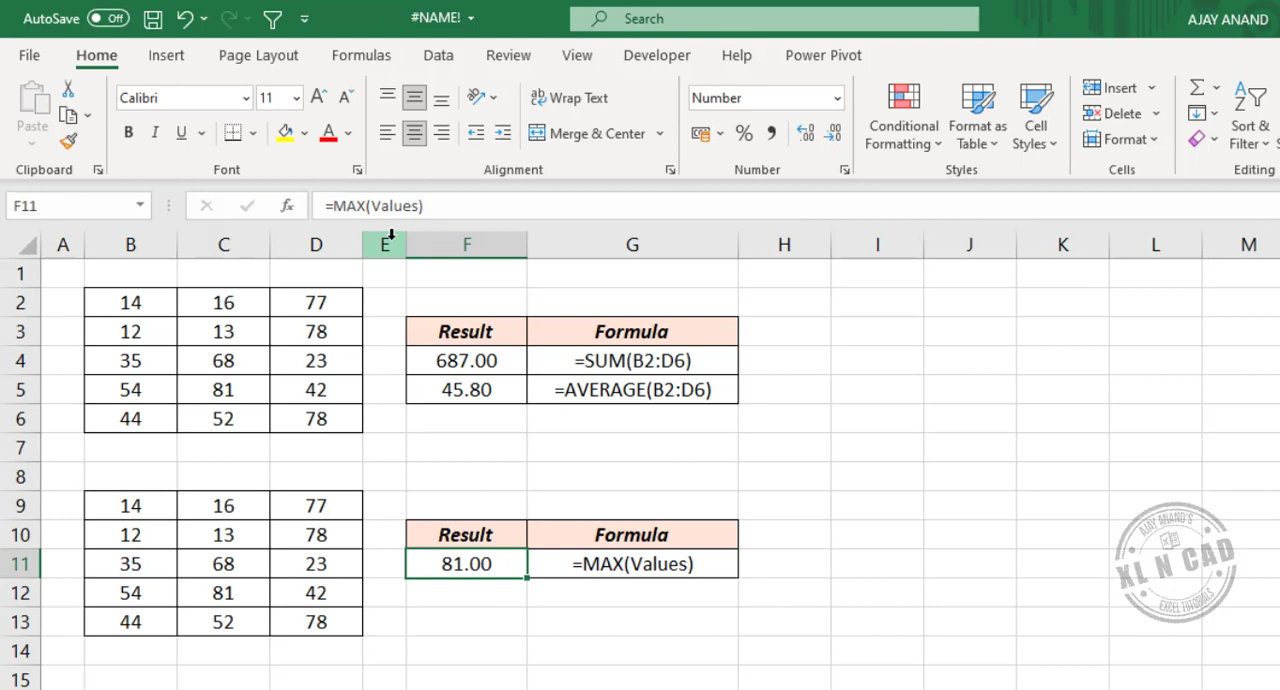 AutoSave Off #NAME! Search AJAY ANAND
File Home Insert Page Layout Formulas Data Review View Developer Help Power Pivot
Paste Calibri 11 A A Wrap Text Number Conditional Formatting Format as Table Cell Styles Insert Sort & Filter
B I U A Merge & Center % Delete
Format
Clipboard Font Alignment Number Styles Cells Editing
F11 fx =MAX(Values)
A B C D E F G H I J K L M
1
2 14 16 77
3 12 13 78 Result Formula
4 35 68 23 687.00 =SUM(B2:D6)
5 54 81 42 45.80 =AVERAGE(B2:D6)
6 44 52 78
7
8
9 14 16 77
10 12 13 78 Result Formula
11 35 68 23 81.00 =MAX(Values)
12 54 81 42
13 44 52 78
14
15
AJAY ANAND'S
XL N CAD
EXCEL TUTORIALS